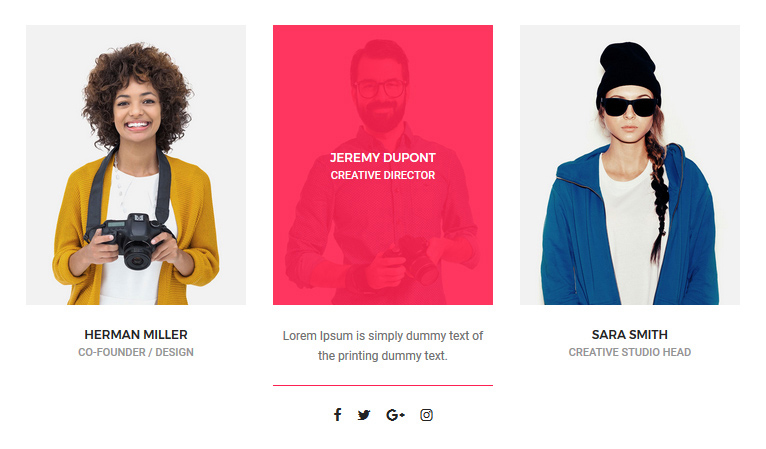 JEREMY DUPONT
CREATIVE DIRECTOR
HERMAN MILLER
CO-FOUNDER / DESIGN
Lorem Ipsum is simply dummy text of
the printing dummy text.
SARA SMITH
CREATIVE STUDIO HEAD